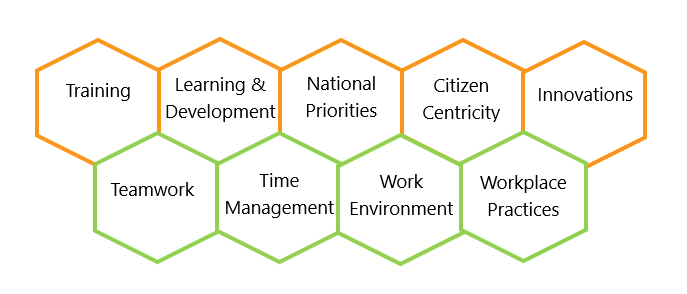 Training
Learning &
Development
National
Priorities
Citizen
Centricity
Innovations
Teamwork
Time
Management
Work
Environment
Workplace
Practices